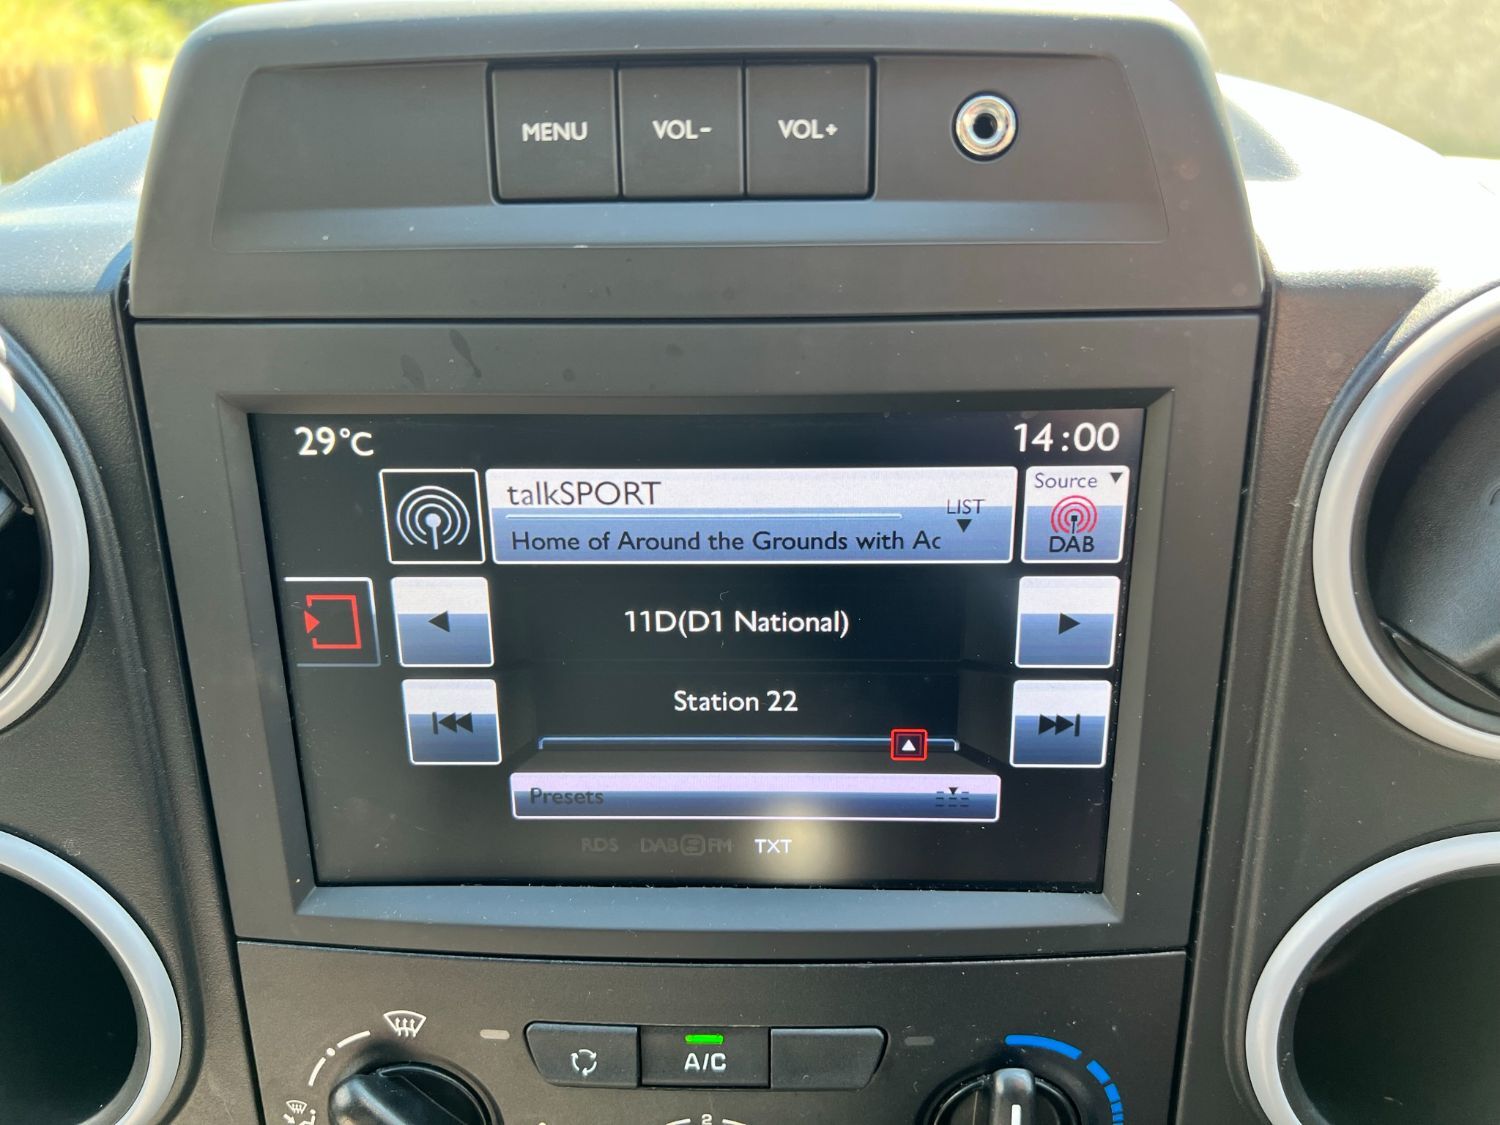 MENU VOL- VOL+
29°C 14:00
talkSPORT
LIST
Home of Around the Grounds with Ac
Source
DAB
11D(D1 National)
Station 22
Presets
RDS DAB FM TXT
A/C
2